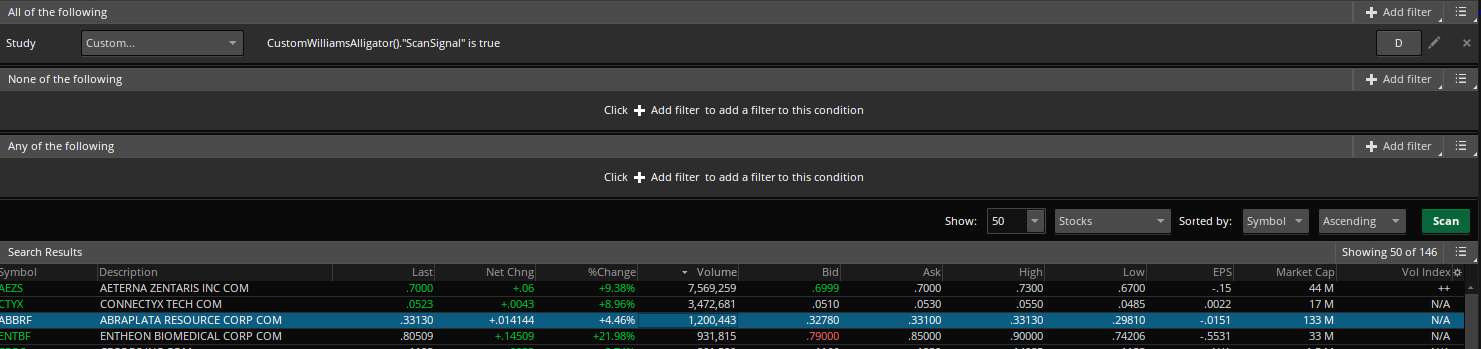 All of the following Add filter
Study Custom... CustomWilliamsAlligator()."ScanSignal" is true D
None of the following Add filter
Click Add filter to add a filter to this condition
Any of the following Add filter
Click Add filter to add a filter to this condition
Show: 50 Stocks Sorted by: Symbol Ascending Scan
Search Results Showing 50 of 146
Symbol Description Last Net Chng %Change Volume Bid Ask High Low EPS Market Cap Vol Index
AEZS AETERNA ZENTARIS INC COM .7000 +.06 +9.38% 7,569,259 .6999 .7000 .7300 .6700 -.15 44 M ++
CTYX CONNECTYX TECH COM .0523 +.0043 +8.96% 3,472,681 .0510 .0530 .0550 .0485 .0022 17 M N/A
ABBRF ABRAPLATA RESOURCE CORP COM .33130 +.014144 +4.46% 1,200,443 .32780 .33100 .33130 .29810 -.0151 133 M N/A
ENTBF ENTHEON BIOMEDICAL CORP COM .80509 +.14509 +21.98% 931,815 .79000 .85000 .90000 .74206 -.5531 33 M N/A